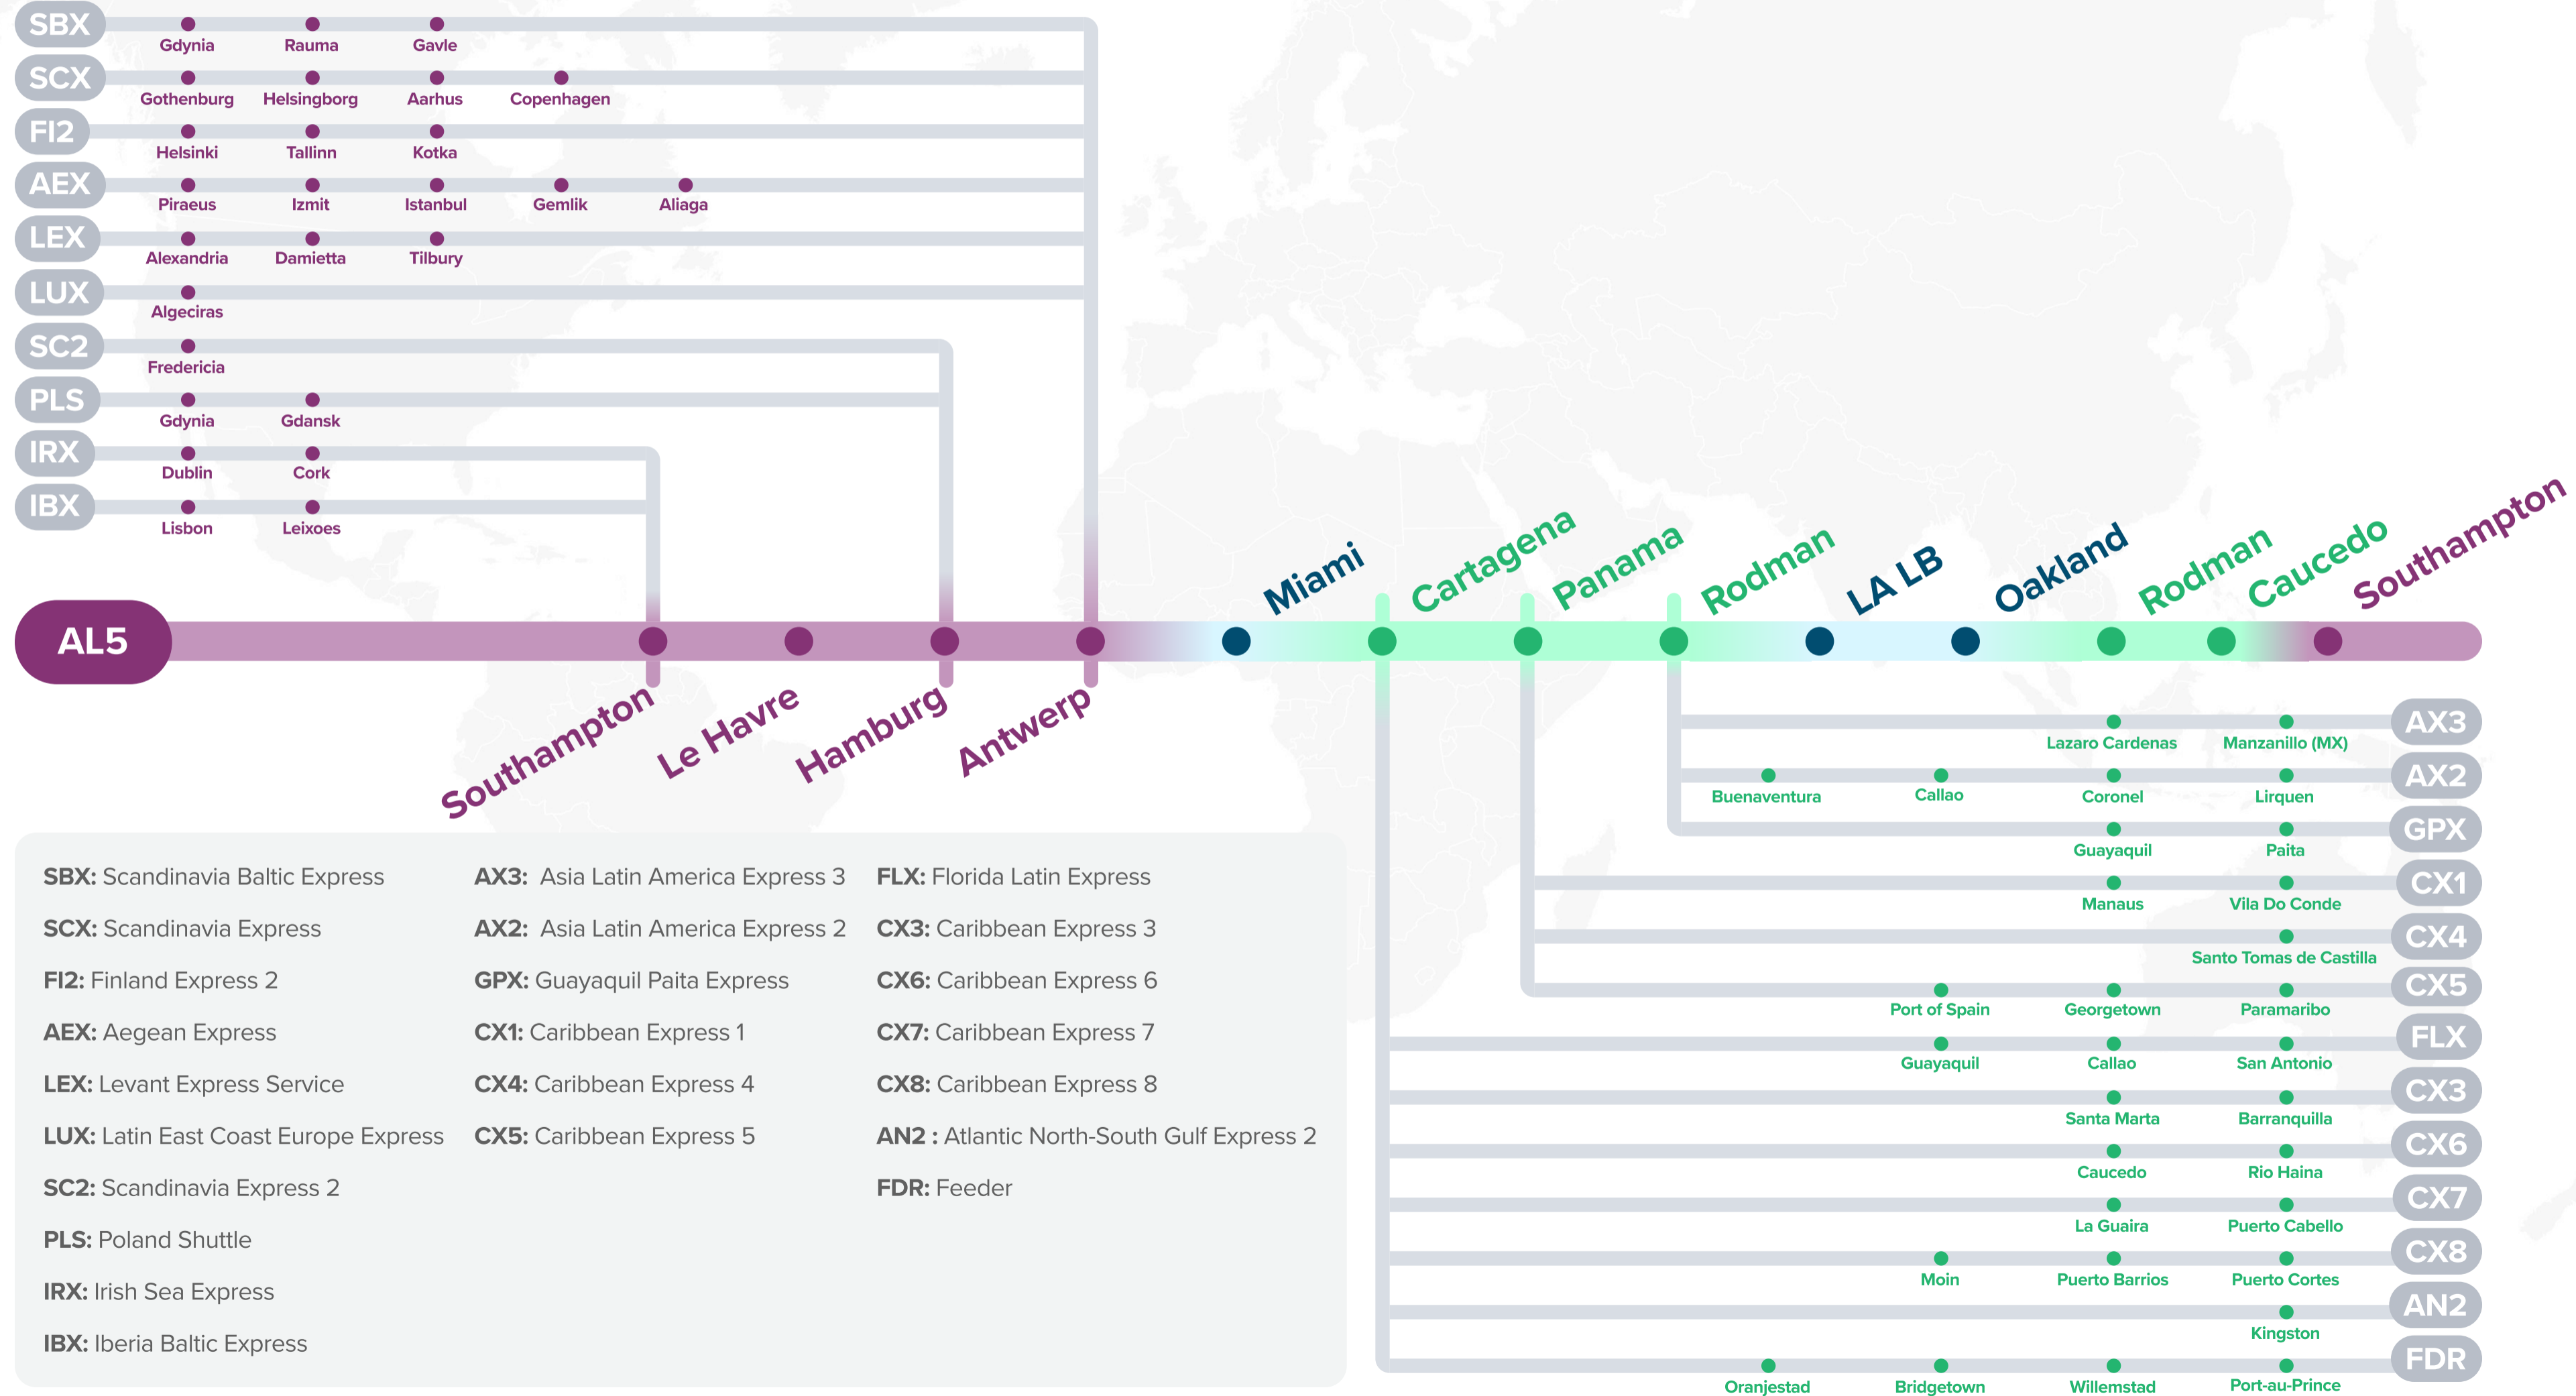 SBX
Gdynia Rauma Gavle
SCX
Gothenburg Helsingborg Aarhus Copenhagen
FI2
Helsinki Tallinn Kotka
AEX
Piraeus Izmit Istanbul Gemlik Aliaga
LEX
Alexandria Damietta Tilbury
LUX
Algeciras
SC2
Fredericia
PLS
Gdynia Gdansk
IRX
Dublin Cork
IBX
Lisbon Leixoes
Miami Cartagena Panama Rodman LA LB Oakland Rodman Caucedo Southampton
AL5
Southampton Le Havre Hamburg Antwerp
AX3
Lazaro Cardenas Manzanillo (MX)
AX2
Buenaventura Callao Coronel Lirquen
GPX
Guayaquil Paita
CX1
Manaus Vila Do Conde
CX4
Santo Tomas de Castilla
CX5
Port of Spain Georgetown Paramaribo
FLX
Guayaquil Callao San Antonio
CX3
Santa Marta Barranquilla
CX6
Caucedo Rio Haina
CX7
La Guaira Puerto Cabello
CX8
Moin Puerto Barrios Puerto Cortes
AN2
Kingston
FDR
Oranjestad Bridgetown Willemstad Port-au-Prince
SBX: Scandinavia Baltic Express
SCX: Scandinavia Express
FI2: Finland Express 2
AEX: Aegean Express
LEX: Levant Express Service
LUX: Latin East Coast Europe Express
SC2: Scandinavia Express 2
PLS: Poland Shuttle
IRX: Irish Sea Express
IBX: Iberia Baltic Express
AX3: Asia Latin America Express 3
AX2: Asia Latin America Express 2
GPX: Guayaquil Paita Express
CX1: Caribbean Express 1
CX4: Caribbean Express 4
CX5: Caribbean Express 5
FLX: Florida Latin Express
CX3: Caribbean Express 3
CX6: Caribbean Express 6
CX7: Caribbean Express 7
CX8: Caribbean Express 8
AN2 : Atlantic North-South Gulf Express 2
FDR: Feeder